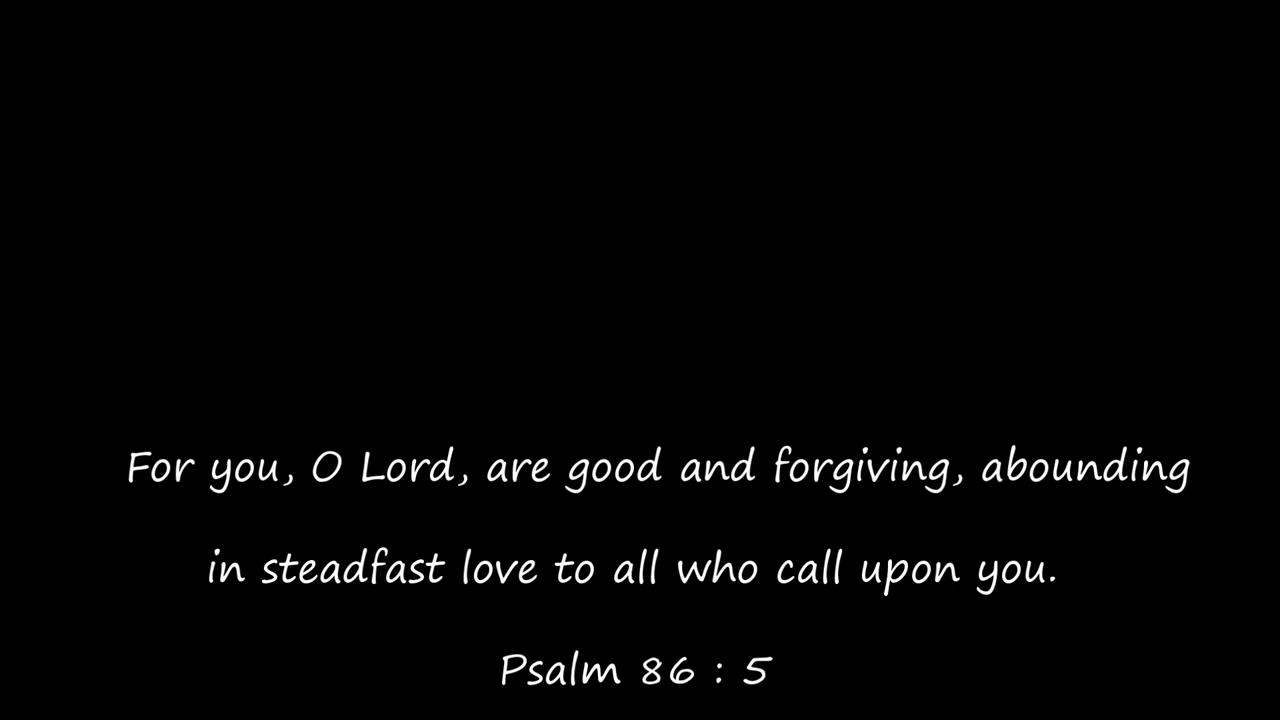 For you, O Lord, are good and forgiving, abounding
in steadfast love to all who call upon you.
Psalm 86 : 5